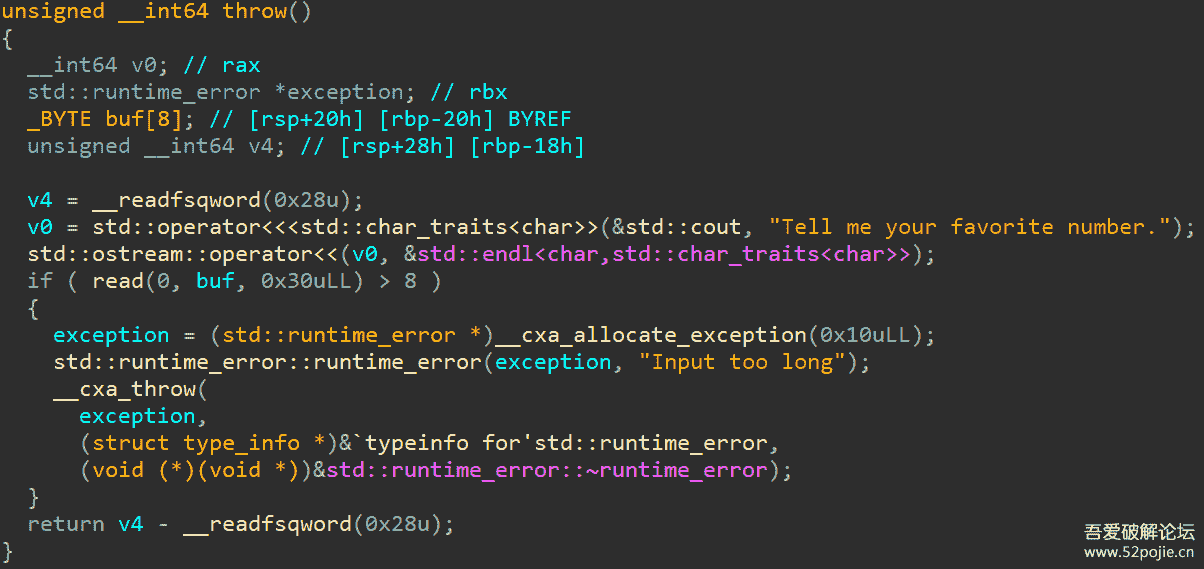 unsigned __int64 throw()
{
  __int64 v0; // rax
  std::runtime_error *exception; // rbx
  _BYTE buf[8]; // [rsp+20h] [rbp-20h] BYREF
  unsigned __int64 v4; // [rsp+28h] [rbp-18h]

  v4 = __readfsqword(0x28u);
  v0 = std::operator<<<std::char_traits<char>>(&std::cout, "Tell me your favorite number.");
  std::ostream::operator<<(v0, &std::endl<char,std::char_traits<char>>);
  if ( read(0, buf, 0x30uLL) > 8 )
  {
    exception = (std::runtime_error *)__cxa_allocate_exception(0x10uLL);
    std::runtime_error::runtime_error(exception, "Input too long");
    __cxa_throw(
      exception,
      (struct type_info *)&`typeinfo for'std::runtime_error,
      (void (*)(void *))&std::runtime_error::~runtime_error);
  }
  return v4 - __readfsqword(0x28u);
}
吾爱破解论坛
www.52pojie.cn